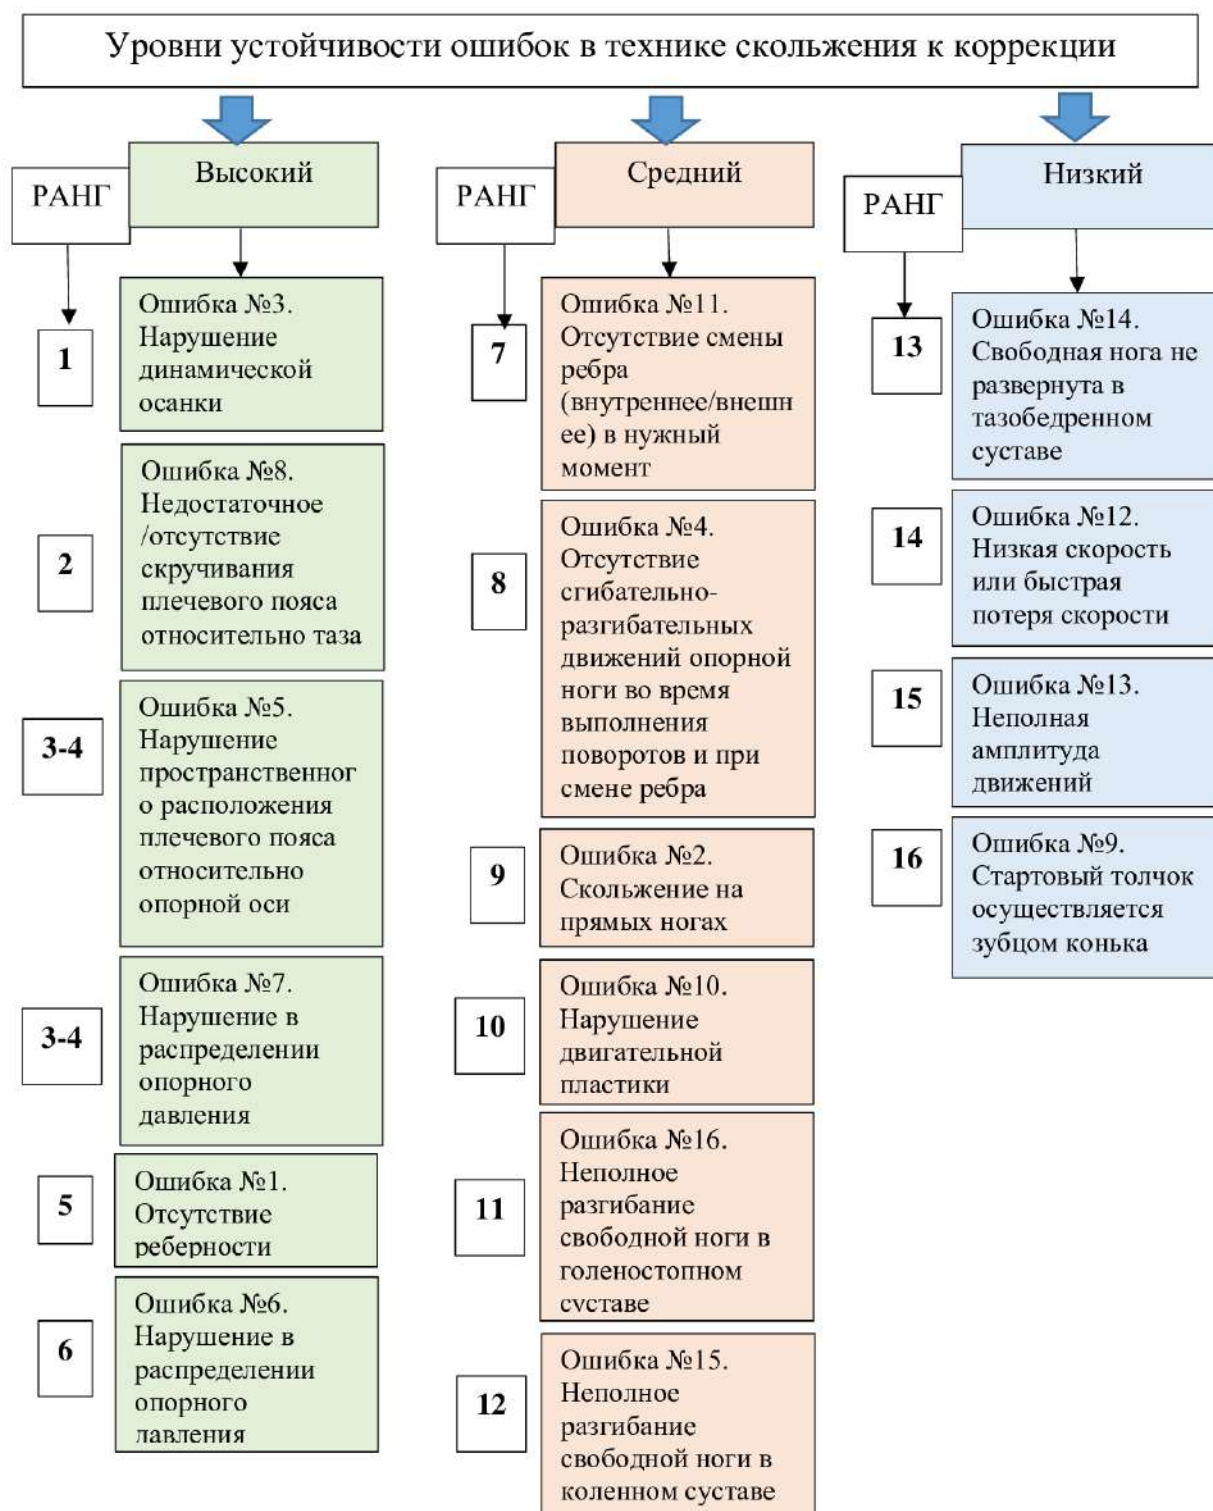 Уровни устойчивости ошибок в технике скольжения к коррекции
РАНГ
Высокий
1
Ошибка №3.
Нарушение
динамической
осанки
2
Ошибка №8.
Недостаточное
/отсутствие
скручивания
плечевого пояса
относительно таза
3-4
Ошибка №5.
Нарушение
пространственног
о расположения
плечевого пояса
относительно
опорной оси
3-4
Ошибка №7.
Нарушение в
распределении
опорного
давления
5
Ошибка №1.
Отсутствие
реберности
6
Ошибка №6.
Нарушение в
распределении
опорного
давления
РАНГ
Средний
7
Ошибка №11.
Отсутствие смены
ребра
(внутреннее/внешн
ее) в нужный
момент
8
Ошибка №4.
Отсутствие
сгибательно-
разгибательных
движений опорной
ноги во время
выполнения
поворотов и при
смене ребра
9
Ошибка №2.
Скольжение на
прямых ногах
10
Ошибка №10.
Нарушение
двигательной
пластики
11
Ошибка №16.
Неполное
разгибание
свободной ноги в
голеностопном
суставе
12
Ошибка №15.
Неполное
разгибание
свободной ноги в
коленном суставе
РАНГ
Низкий
13
Ошибка №14.
Свободная нога не
развернута в
тазобедренном
суставе
14
Ошибка №12.
Низкая скорость
или быстрая
потеря скорости
15
Ошибка №13.
Неполная
амплитуда
движений
16
Ошибка №9.
Стартовый толчок
осуществляется
зубцом конька